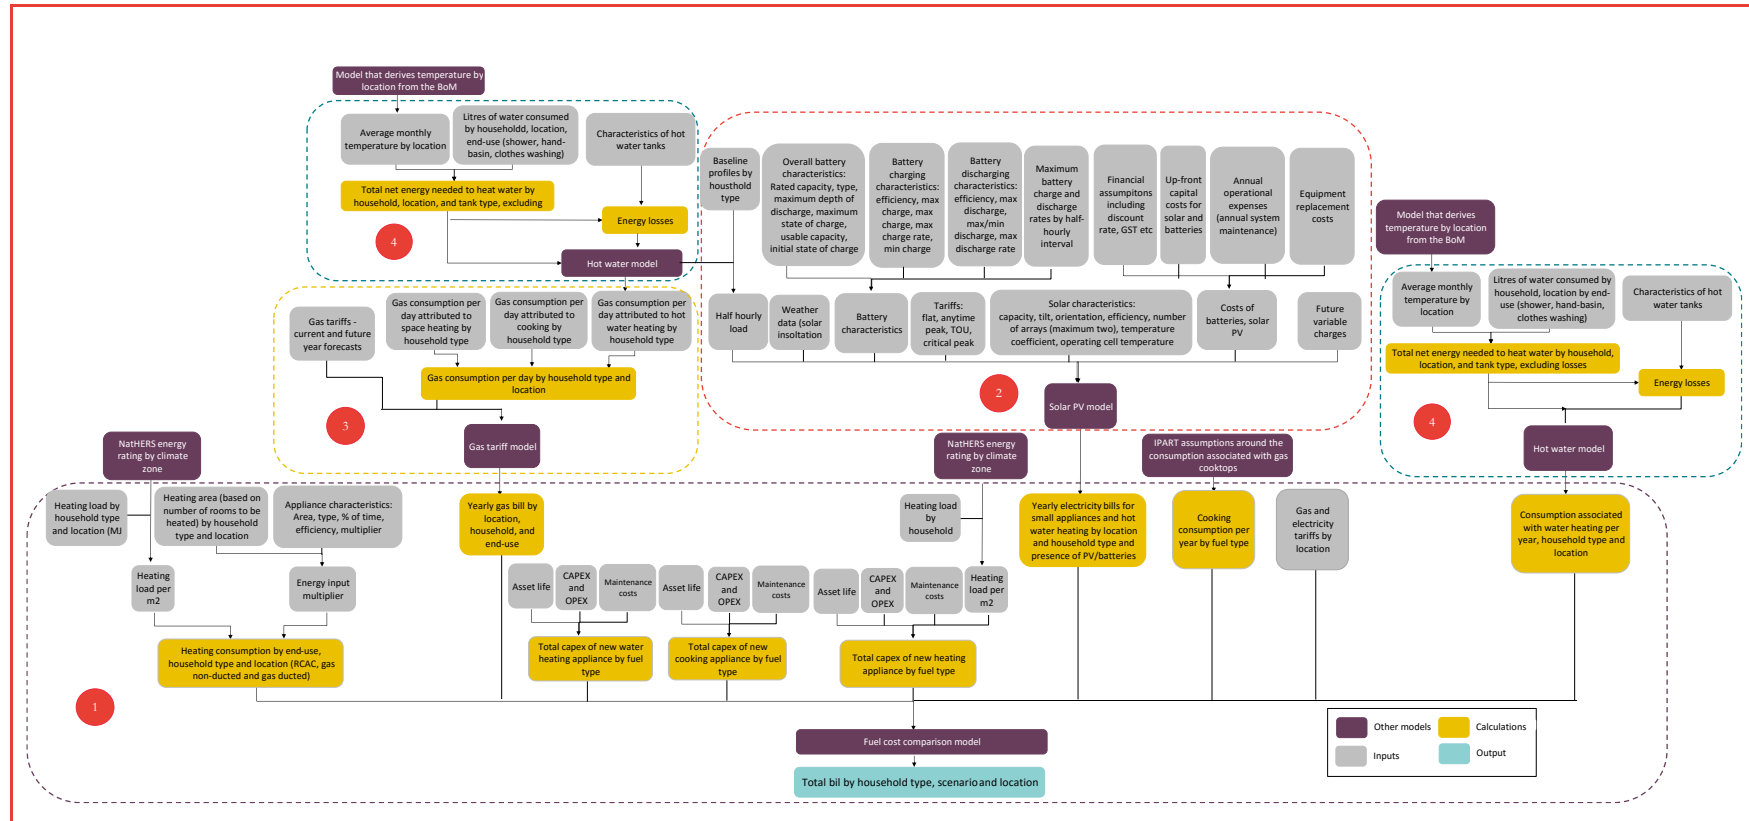 Model that derives temperature by
location from the BoM
Average monthly
temperature by location
Litres of water consumed
by householdd, location,
end-use (shower, hand-
basin, clothes washing)
Characteristics of hot
water tanks
Total net energy needed to heat water by
household, location, and tank type, excluding
Energy losses
4
Hot water model
Baseline
profiles by
housthold
type
Overall battery
characteristics:
Rated capacity, type,
maximum depth of
discharge, maximum
state of charge,
usable capacity,
initial state of charge
Battery
charging
characteristics:
efficiency, max
charge, max
charge rate,
min charge
Battery
discharging
characteristics:
efficiency, max
discharge,
max/min
discharge, max
discharge rate
Maximum
battery
charge and
discharge
rates by half-
hourly
interval
Financial
assumpitons
including
discount
rate, GST etc
Up-front
capital
costs for
solar and
batteries
Annual
operational
expenses
(annual system
maintenance)
Equipment
replacement
costs
Half hourly
load
Weather
data (solar
insoltation)
Battery
characteristics
Tariffs:
flat, anytime
peak, TOU,
critical peak
Solar characteristics:
capacity, tilt, orientation, efficiency, number
of arrays (maximum two), temperature
coefficient, operating cell temperature
Costs of
batteries, solar
PV
Future
variable
charges
2
Solar PV model
Model that derives
temperature by location
from the BoM
Average monthly
temperature by
location
Litres of water consumed by
household, location by end-
use (shower, hand-basin,
clothes washing)
Characteristics of hot
water tanks
Total net energy needed to heat water by household,
location, and tank type, excluding losses
Energy losses
4
Hot water model
Gas tariffs -
current and future
year forecasts
Gas consumption per
day attributed to
space heating by
household type
Gas consumption per
day attributed to
cooking by
household type
Gas consumption per
day attributed to hot
water heating by
household type
Gas consumption per day by household type and
location
3
Gas tariff model
NatHERS energy
rating by climate
zone
NatHERS energy
rating by climate
zone
IPART assumptions around the
consumption associated with gas
cooktops
Heating load by
household type
and location (MJ
Heating area (based on
number of rooms to be
heated) by household
type and location
Appliance characteristics:
Area, type, % of time,
efficiency, multiplier
Yearly gas bill by
location,
household, and
end-use
Heating load
by
household
Yearly electricity bills for
small appliances and hot
water heating by location
and household type and
presence of PV/batteries
Cooking
consumption per
year by fuel type
Gas and
electricity
tariffs by
location
Consumption associated
with water heating per
year, household type and
location
Heating
load per
m2
Energy input
multiplier
Asset life
CAPEX
and
OPEX
Maintenance
costs
Asset life
CAPEX
and
OPEX
Maintenance
costs
Asset life
CAPEX
and
OPEX
Maintenance
costs
Heating
load per
m2
Heating consumption by end-use,
household type and location (RCAC, gas
non-ducted and gas ducted)
Total capex of new water
heating appliance by fuel
type
Total capex of new
cooking appliance by fuel
type
Total capex of new heating
appliance by fuel type
1
Fuel cost comparison model
Total bil by household type, scenario and location
Other models
Calculations
Inputs
Output